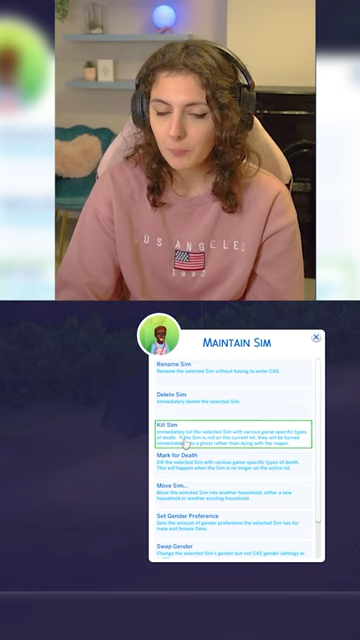 LOS ANGELES
1992
MAINTAIN SIM
Rename Sim
Rename the selected Sim without having to enter CAS.
Delete Sim
Immediately delete the selected Sim.
Kill Sim
Immediately kill the selected Sim with various game specific types
of death. If the Sim is not on the current lot, they will be turned
immediately to a ghost rather than dying with the reaper.
Mark for Death
Kill the selected Sim with various game specific types of death.
This will happen when the Sim is no longer on the active lot.
Move Sim...
Move the selected Sim into another household, either a new
household or another existing household.
Set Gender Preference
Sets the amount of gender preference the selected Sim has for
male and female Sims.
Swap Gender
Change the selected Sim's gender but not CAS gender settings or